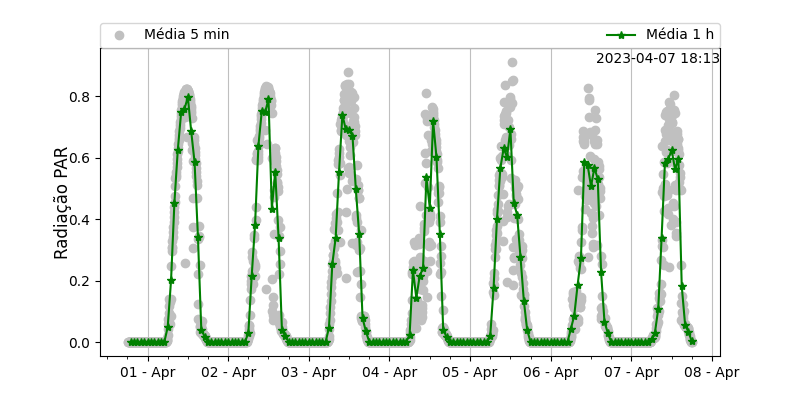 Média 5 min
Média 1 h
2023-04-07 18:13
Radiação PAR
0.8
0.6
0.4
0.2
0.0
01 - Apr
02 - Apr
03 - Apr
04 - Apr
05 - Apr
06 - Apr
07 - Apr
08 - Apr